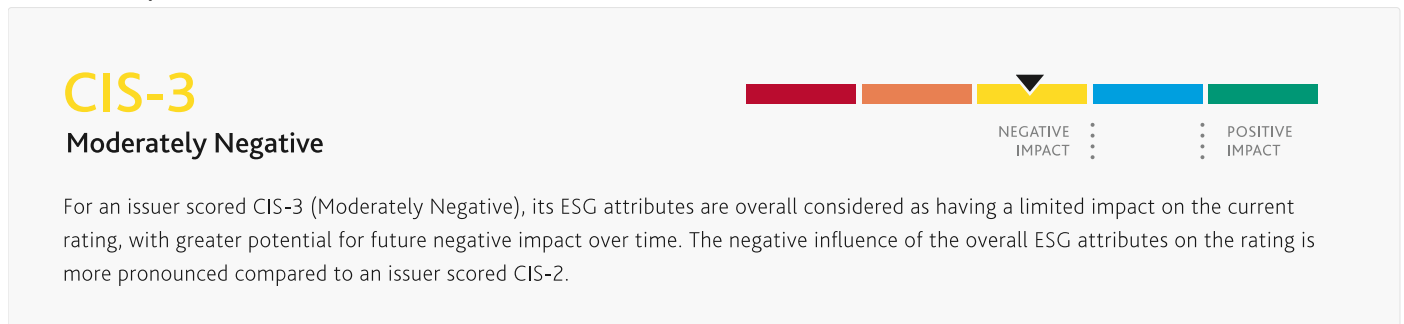 CIS-3
Moderately Negative
NEGATIVE
IMPACT
POSITIVE
IMPACT
For an issuer scored CIS-3 (Moderately Negative), its ESG attributes are overall considered as having a limited impact on the current
rating, with greater potential for future negative impact over time. The negative influence of the overall ESG attributes on the rating is
more pronounced compared to an issuer scored CIS-2.